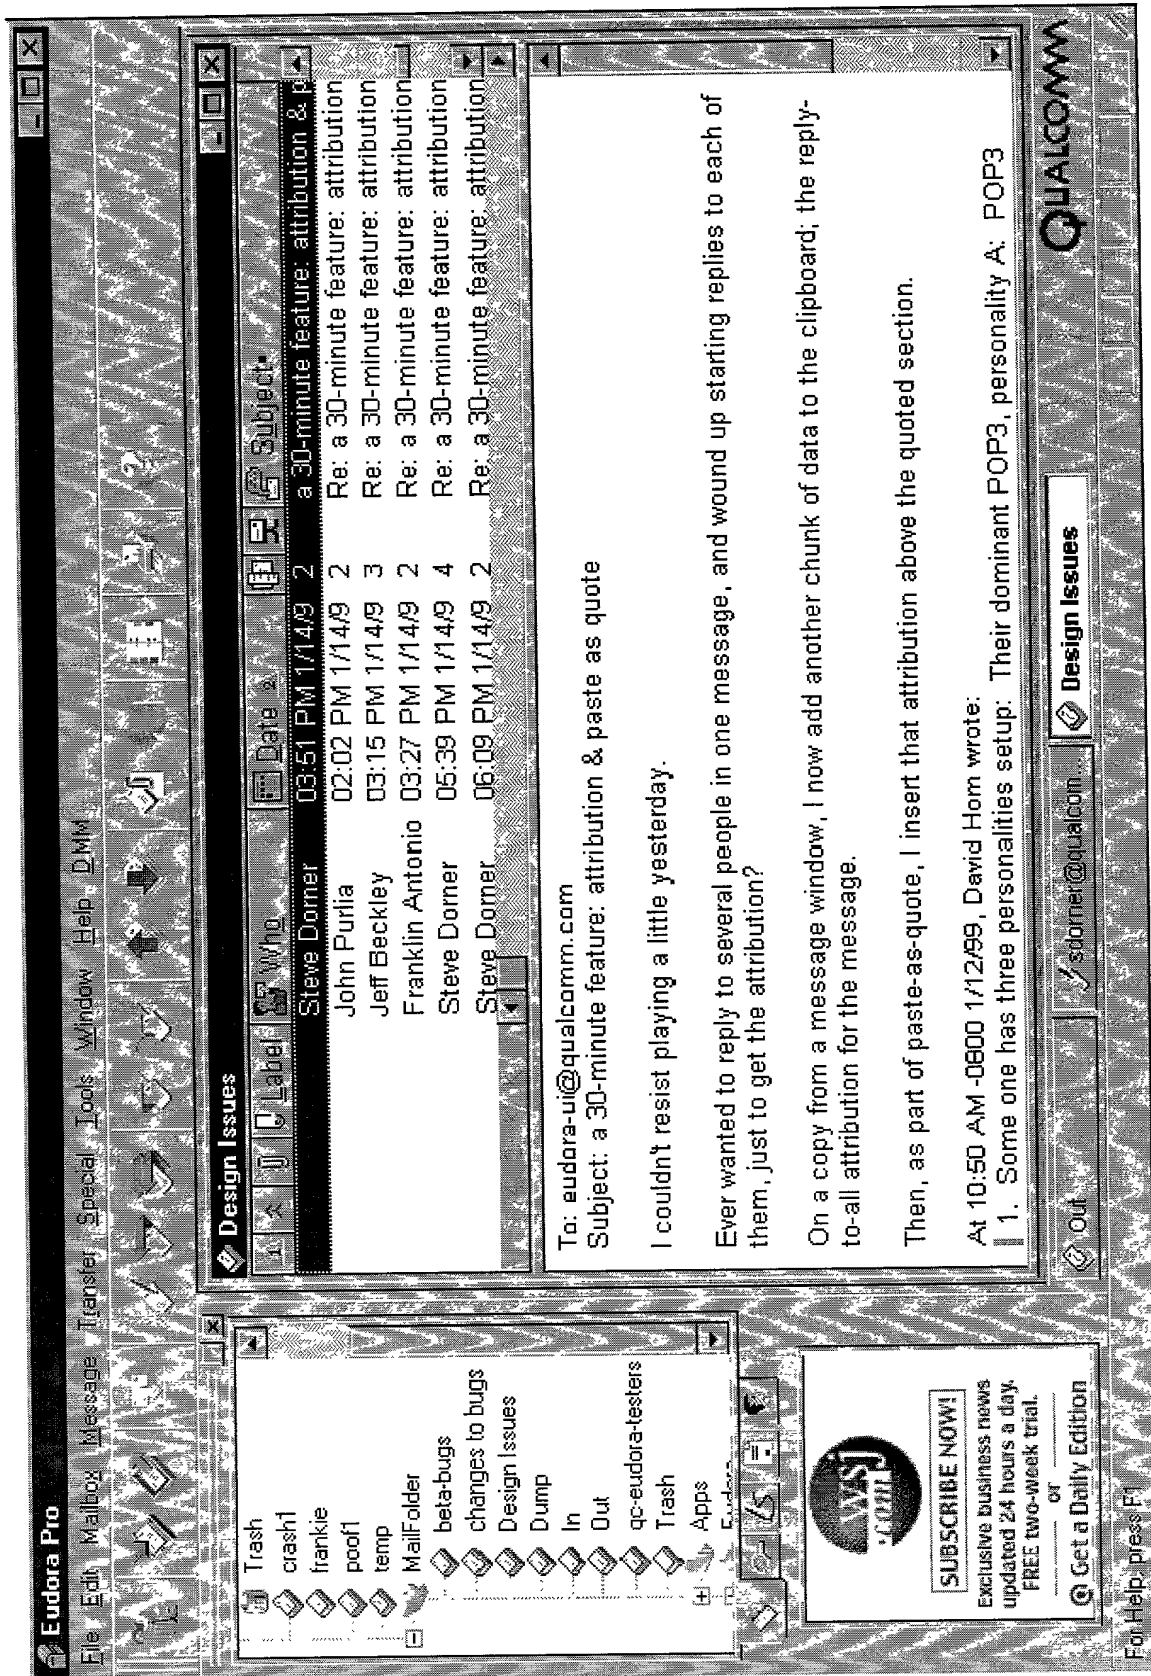 Eudora Pro
File Edit Mailbox Message Transfer Special Tools Window Help DMM
Trash
crash1
frankie
poof1
temp
MailFolder
beta-bugs
changes to bugs
Design Issues
Dump
In
Out
qc-eudora-testers
Trash
Apps
WSJ
.com
SUBSCRIBE NOW!
Exclusive business news
updated 24 hours a day.
FREE two-week trial.
or
Get a Daily Edition
Design Issues
Label Who Date 2 Subject
Steve Dorner 03:51 PM 1/14/9 2 a 30-minute feature: attribution & p
John Purlia 02:02 PM 1/14/9 2 Re: a 30-minute feature: attribution
Jeff Beckley 03:15 PM 1/14/9 3 Re: a 30-minute feature: attribution
Franklin Antonio 03:27 PM 1/14/9 2 Re: a 30-minute feature: attribution
Steve Dorner 05:39 PM 1/14/9 4 Re: a 30-minute feature: attribution
Steve Dorner 06:09 PM 1/14/9 2 Re: a 30-minute feature: attribution
To: eudora-ui@qualcomm.com
Subject: a 30-minute feature: attribution & paste as quote
I couldn't resist playing a little yesterday.
Ever wanted to reply to several people in one message, and wound up starting replies to each of
them, just to get the attribution?
On a copy from a message window, I now add another chunk of data to the clipboard; the reply-
to-all attribution for the message.
Then, as part of paste-as-quote, I insert that attribution above the quoted section.
At 10:50 AM -0800 1/12/99, David Hom wrote:
1. Some one has three personalities setup: Their dominant POP3, personality A: POP3
Out sdorner@qualcom... Design Issues
QUALCOMM
For Help, press F1